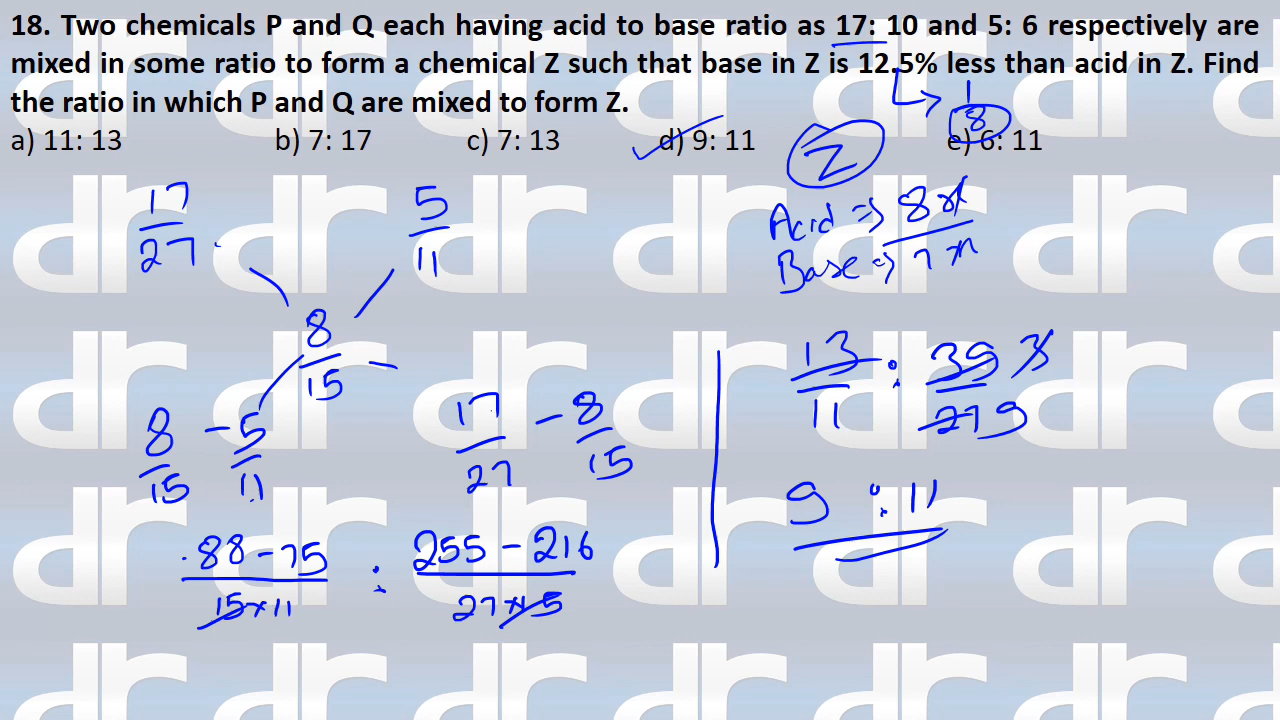 18. Two chemicals P and Q each having acid to base ratio as 17: 10 and 5: 6 respectively are
mixed in some ratio to form a chemical Z such that base in Z is 12.5% less than acid in Z. Find
the ratio in which P and Q are mixed to form Z.
a) 11: 13 b) 7: 17 c) 7: 13 d) 9: 11 e) 6: 11
1/8
Z
Acid => 8x
Base => 7x
17/27 5/11
8/15
8/15 - 5/11 17/27 - 8/15
88-75/15×11 : 255-216/27×15
13/11 : 39 3/27 9
9 : 11